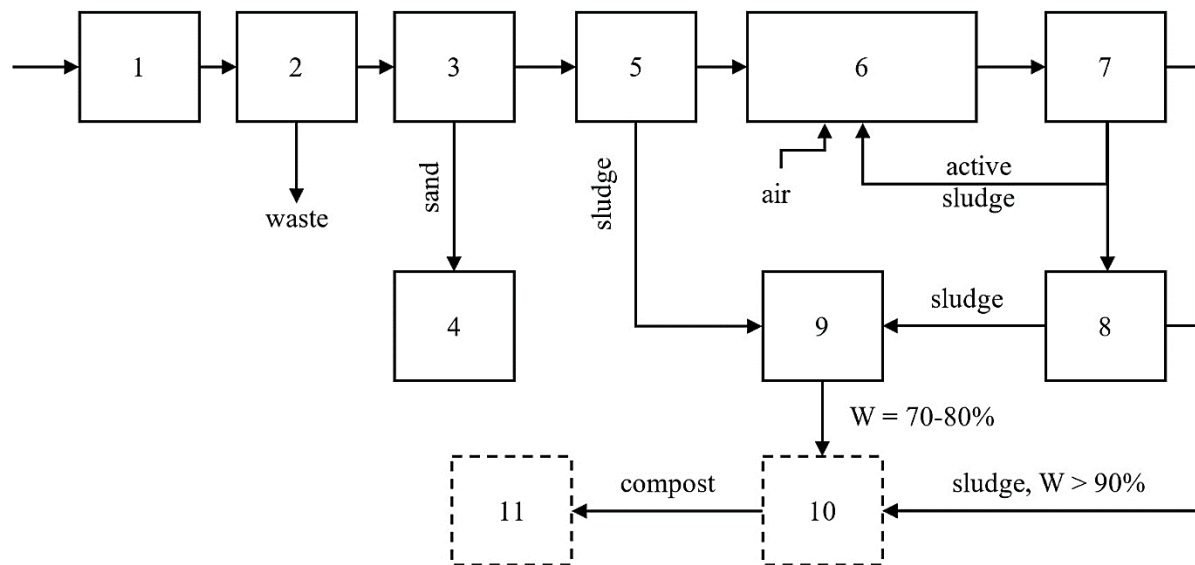 1
2
3
5
6
7
waste
sand
sludge
air
active
sludge
4
9
sludge
8
W = 70-80%
11
compost
10
sludge, W > 90%